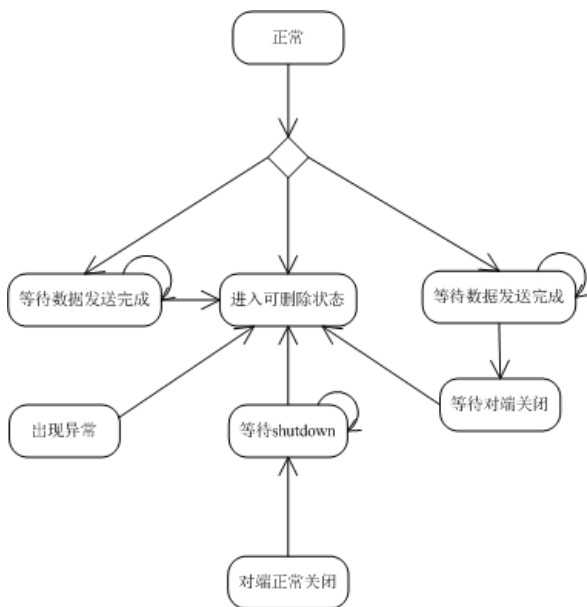 正常
等待数据发送完成
进入可删除状态
等待数据发送完成
等待对端关闭
出现异常
等待shutdown
对端正常关闭